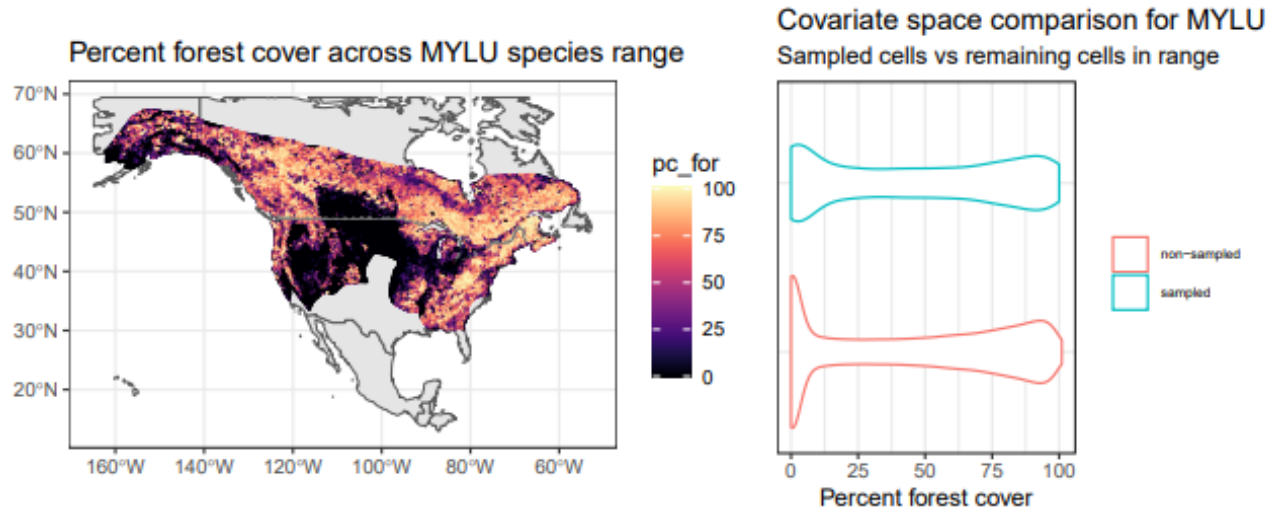 Percent forest cover across MYLU species range
70°N
60°N
50°N
40°N
30°N
20°N
160°W 140°W 120°W 100°W 80°W 60°W
pc_for
100
75
50
25
0
Covariate space comparison for MYLU
Sampled cells vs remaining cells in range
0 25 50 75 100
Percent forest cover
non-sampled
sampled